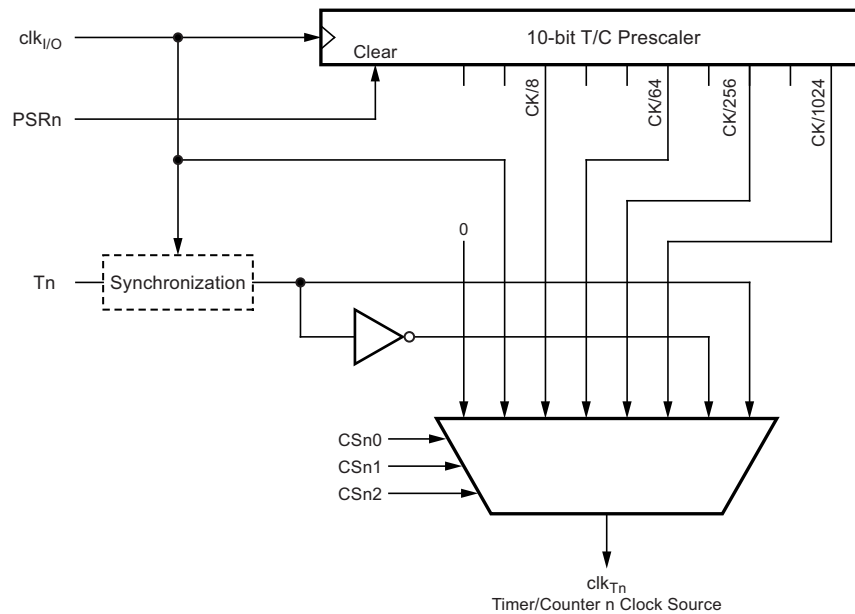 clkI/O
10-bit T/C Prescaler
Clear
PSRn
CK/8
CK/64
CK/256
CK/1024
0
Tn
Synchronization
CSn0
CSn1
CSn2
clkTn
Timer/Counter n Clock Source